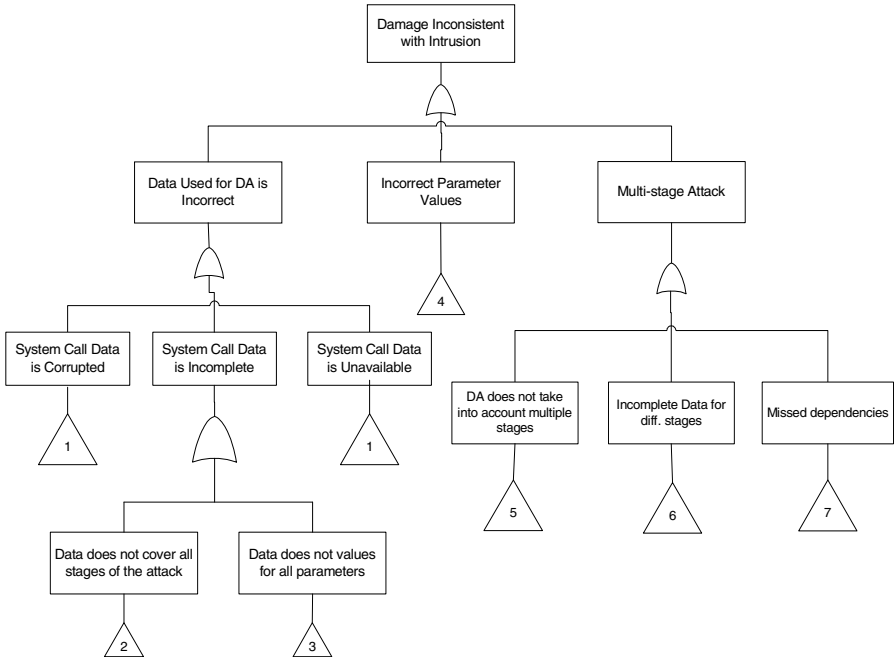 Damage Inconsistent
with Intrusion
Data Used for DA is
Incorrect
Incorrect Parameter
Values
Multi-stage Attack
4
System Call Data
is Corrupted
System Call Data
is Incomplete
System Call Data
is Unavailable
DA does not take
into account multiple
stages
Incomplete Data for
diff. stages
Missed dependencies
1
1
5
6
7
Data does not cover all
stages of the attack
Data does not values
for all parameters
2
3